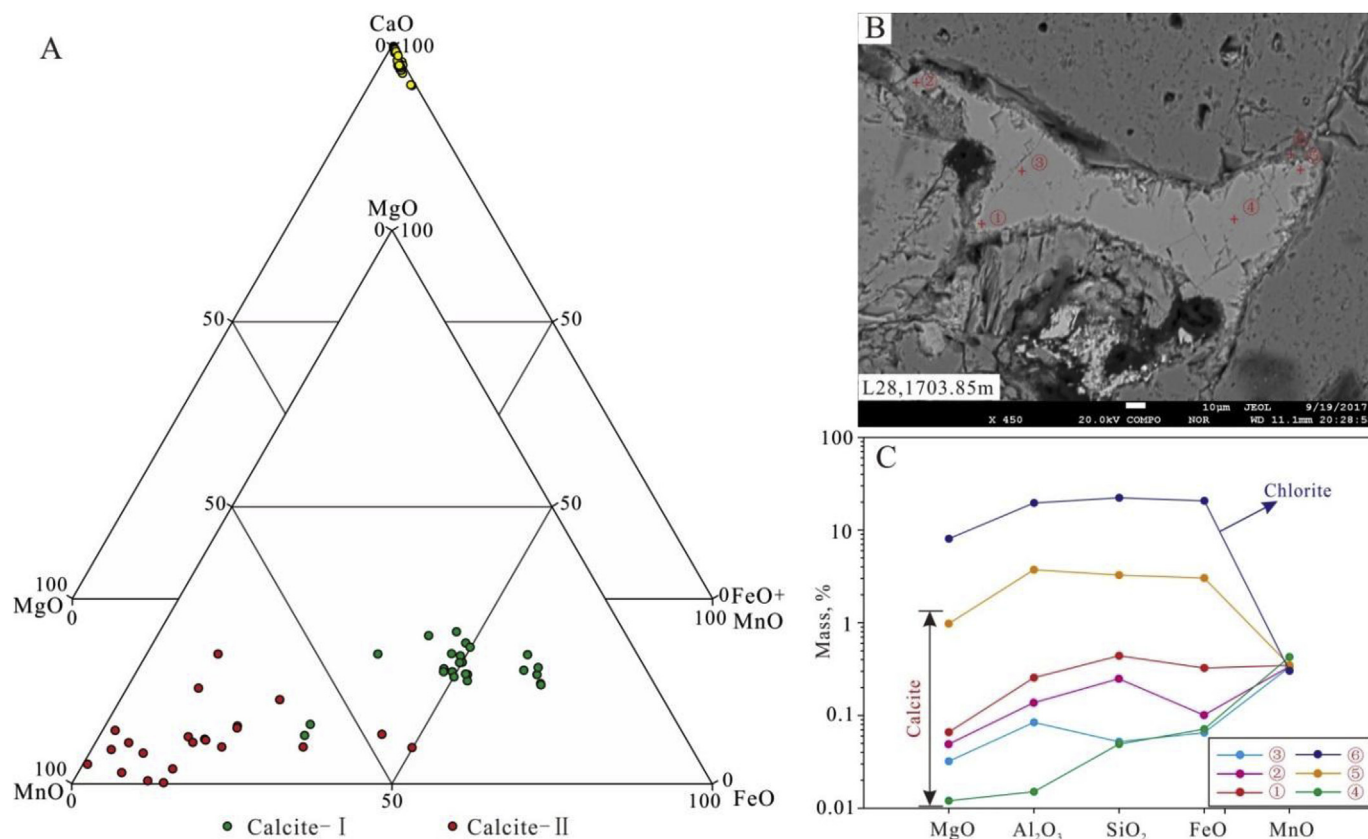 A
CaO
0 100
MgO
0 100
50
50
50
50
100
MgO
0
0 FeO+
100 MnO
100
MnO
0
50
0
FeO
100
Calcite-Ⅰ
Calcite-Ⅱ
B
②
③
①
④
L28,1703.85m
10μm JEOL 9/19/2017
X 450 20.0kV COMPO NOR WD 11.1mm 20:28:5
C
100
10
1
0.1
0.01
Mass, %
Calcite
Chlorite
③ ⑥
② ⑤
① ④
MgO Al₂O₃ SiO₂ FeO MnO